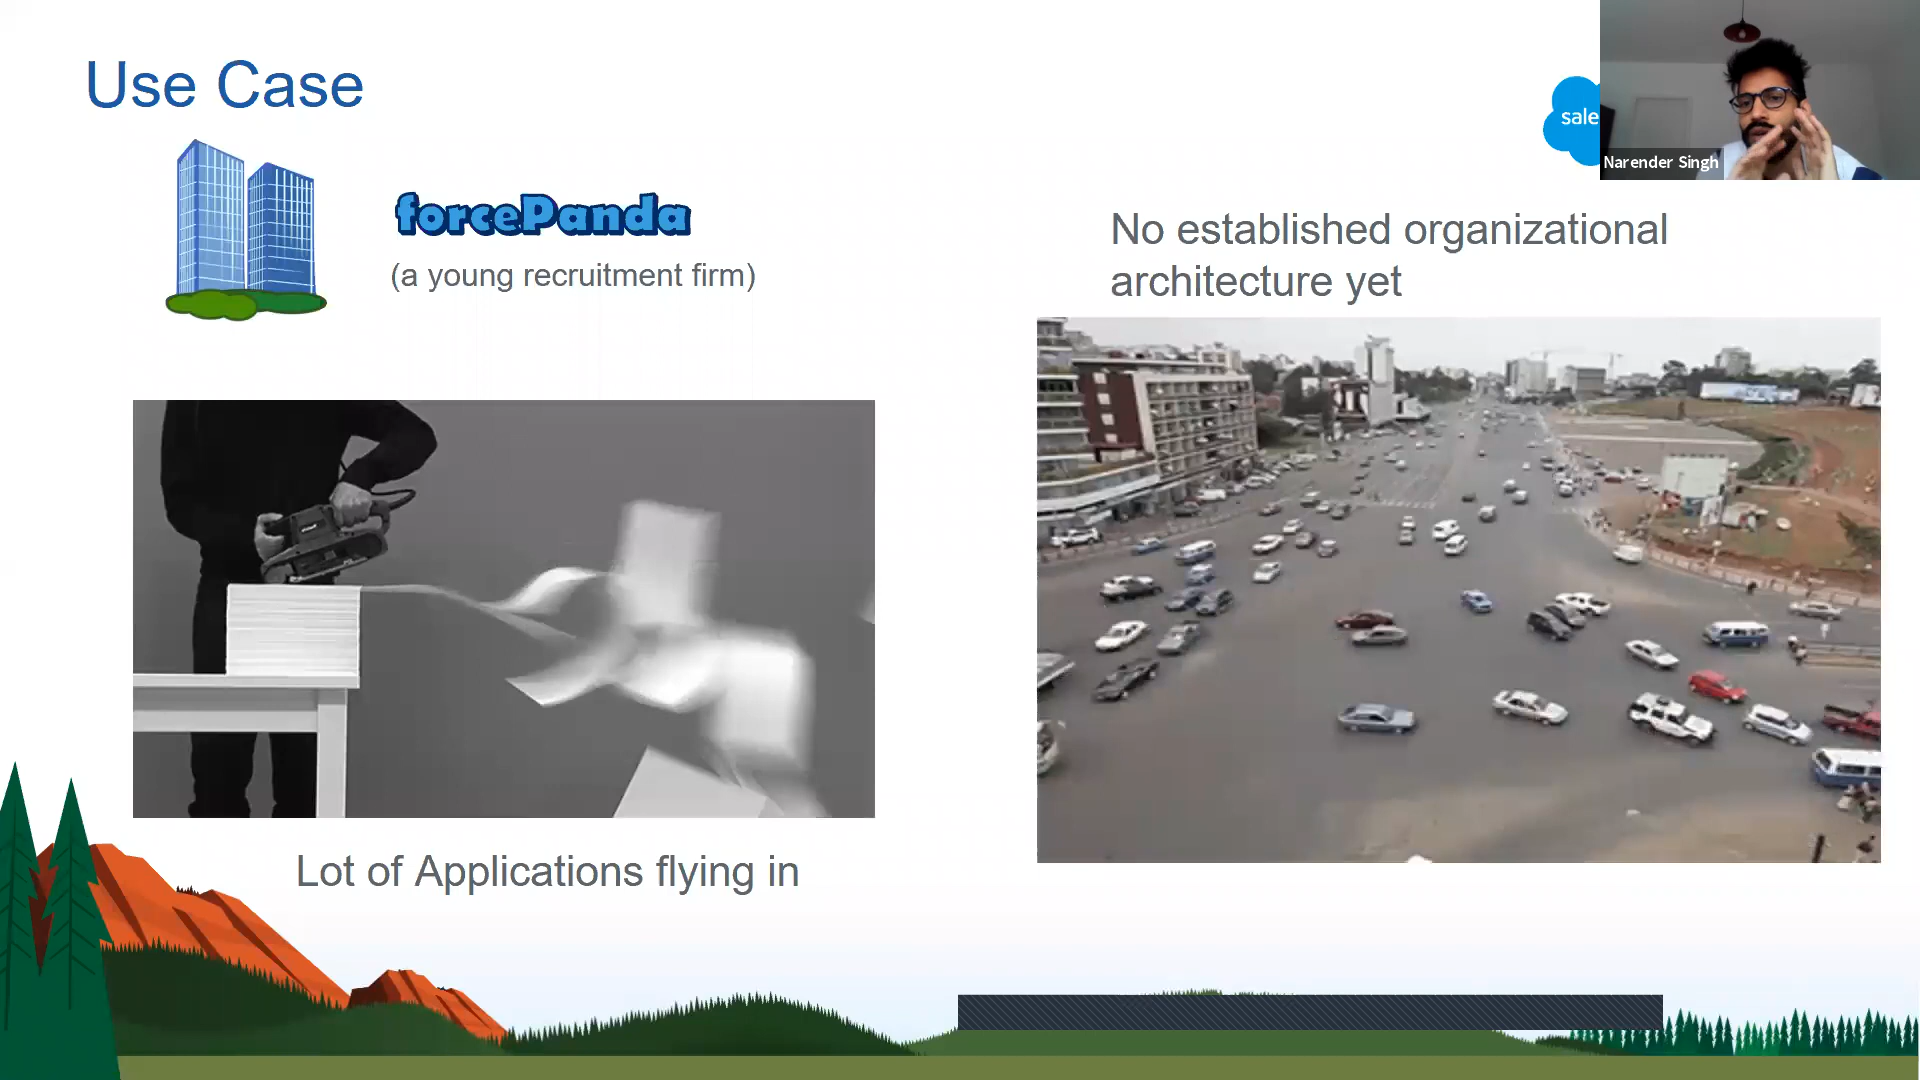 Use Case
forcePanda
(a young recruitment firm)
Lot of Applications flying in
No established organizational
architecture yet
sale
Narender Singh